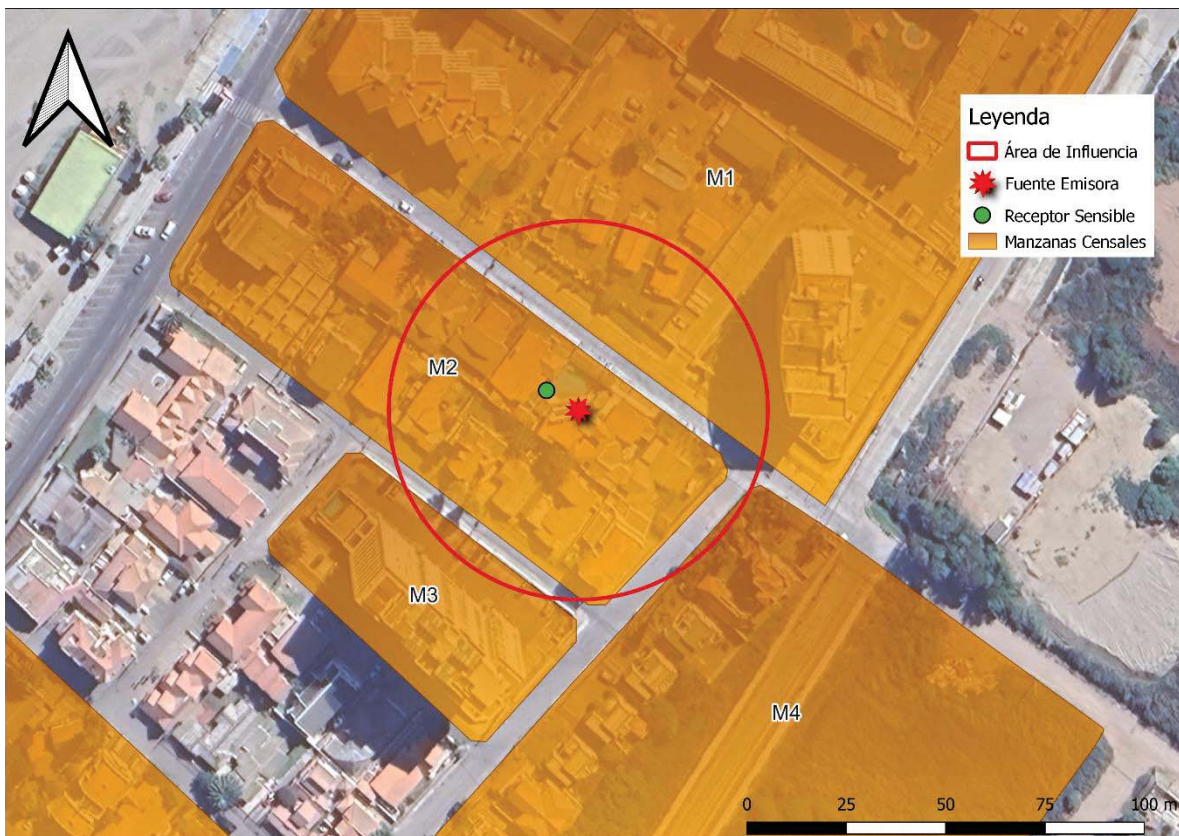 Leyenda
Área de Influencia
Fuente Emisora
Receptor Sensible
Manzanas Censales
M1
M2
M3
M4
0 25 50 75 100 m